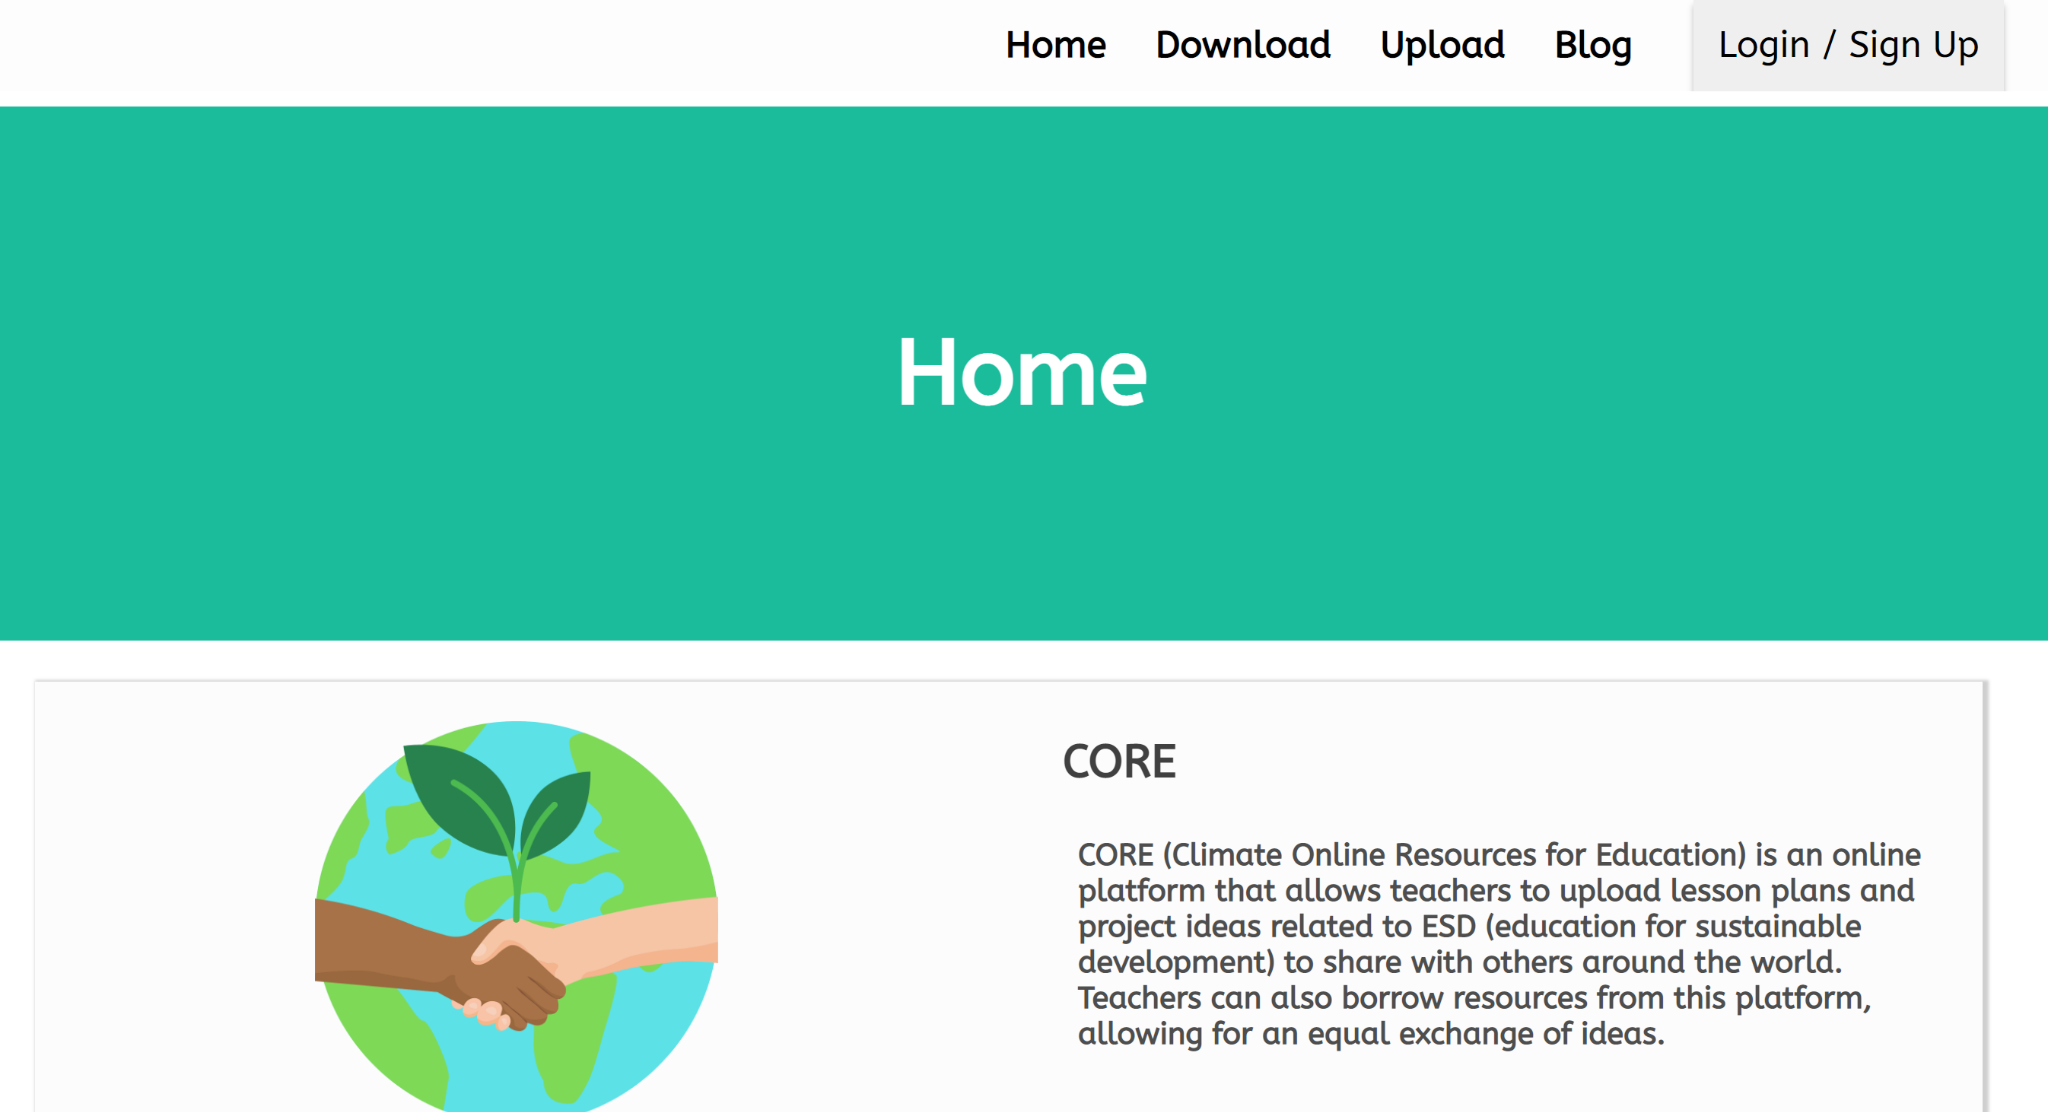 Home Download Upload Blog Login / Sign Up
Home
CORE
CORE (Climate Online Resources for Education) is an online
platform that allows teachers to upload lesson plans and
project ideas related to ESD (education for sustainable
development) to share with others around the world.
Teachers can also borrow resources from this platform,
allowing for an equal exchange of ideas.